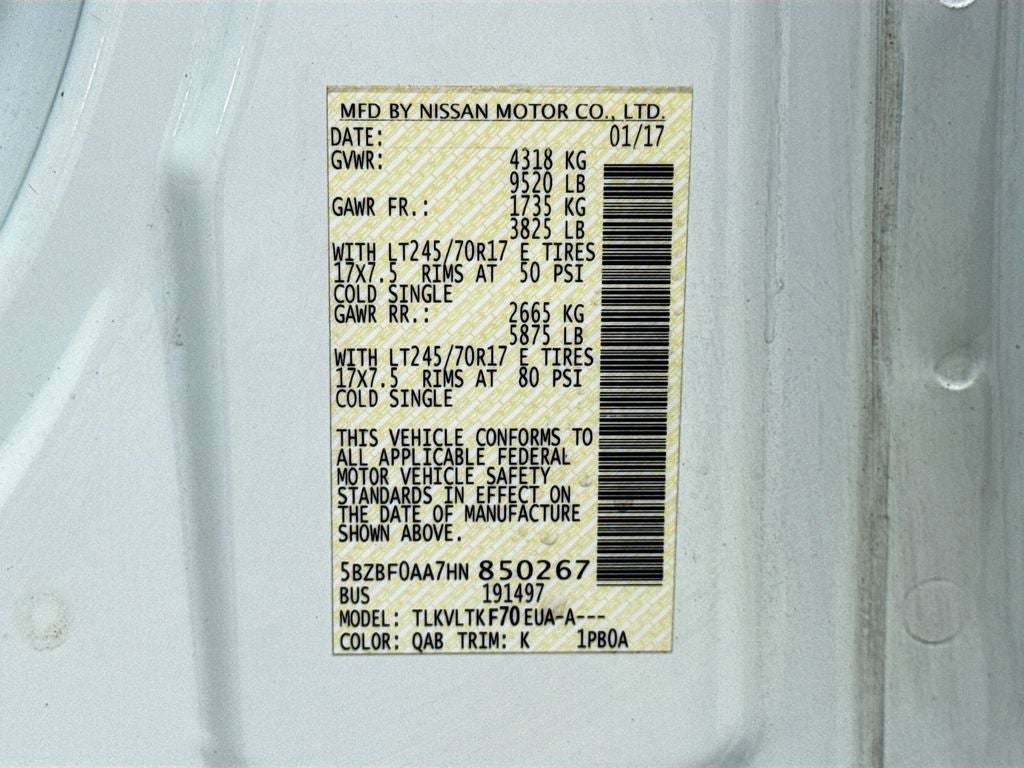 MFD BY NISSAN MOTOR CO., LTD.
DATE: 01/17
GVWR: 4318 KG
9520 LB
GAWR FR.: 1735 KG
3825 LB
WITH LT245/70R17 E TIRES
17X7.5 RIMS AT 50 PSI
COLD SINGLE
GAWR RR.: 2665 KG
5875 LB
WITH LT245/70R17 E TIRES
17X7.5 RIMS AT 80 PSI
COLD SINGLE
THIS VEHICLE CONFORMS TO
ALL APPLICABLE FEDERAL
MOTOR VEHICLE SAFETY
STANDARDS IN EFFECT ON
THE DATE OF MANUFACTURE
SHOWN ABOVE.
5BZBF0AA7HN 850267
BUS 191497
MODEL: TLKVLTKF70EUA-A---
COLOR: QAB TRIM: K 1PB0A